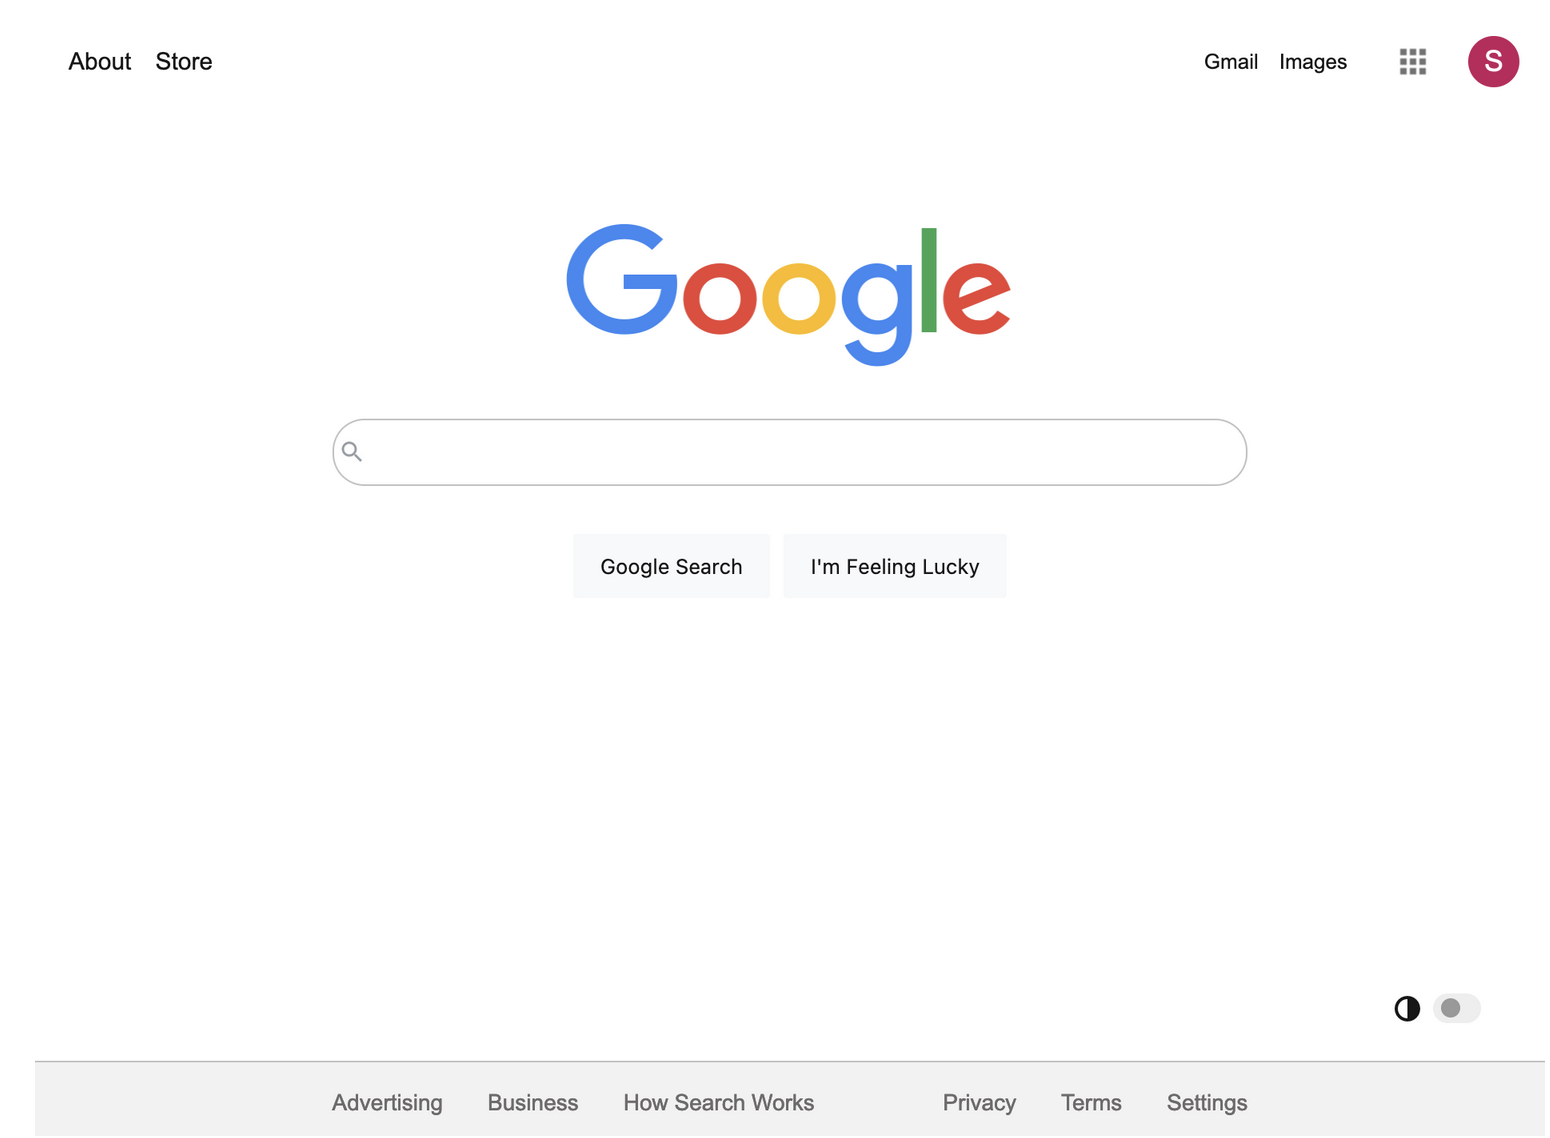 About Store Gmail Images S
Google
Google Search I'm Feeling Lucky
Advertising Business How Search Works Privacy Terms Settings